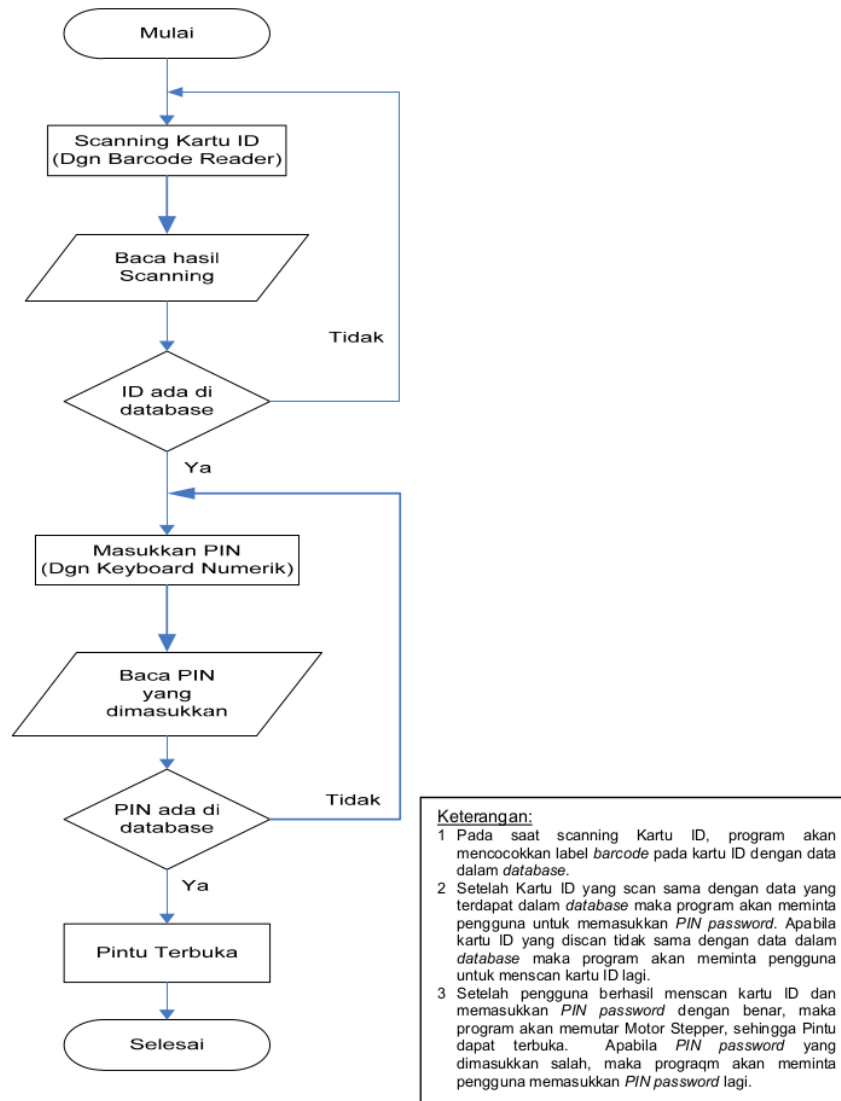 Mulai
Scanning Kartu ID
(Dgn Barcode Reader)
Baca hasil
Scanning
Tidak
ID ada di
database
Ya
Masukkan PIN
(Dgn Keyboard Numerik)
Baca PIN
yang
dimasukkan
PIN ada di
database
Tidak
Ya
Pintu Terbuka
Selesai
Keterangan:
1 Pada saat scanning Kartu ID, program akan
mencocokkan label barcode pada kartu ID dengan data
dalam database.
2 Setelah Kartu ID yang scan sama dengan data yang
terdapat dalam database maka program akan meminta
pengguna untuk memasukkan PIN password. Apabila
kartu ID yang discan tidak sama dengan data dalam
database maka program akan meminta pengguna
untuk menscan kartu ID lagi.
3 Setelah pengguna berhasil menscan kartu ID dan
memasukkan PIN password dengan benar, maka
program akan memutar Motor Stepper, sehingga Pintu
dapat terbuka. Apabila PIN password yang
dimasukkan salah, maka prograqm akan meminta
pengguna memasukkan PIN password lagi.